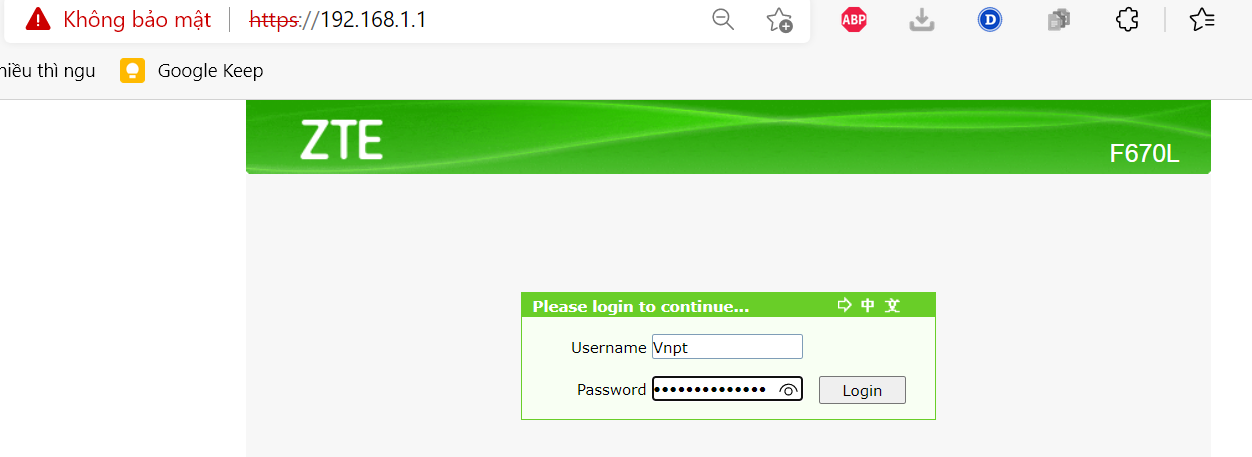 Không bảo mật https://192.168.1.1
ABP D
hiều thì ngu Google Keep
ZTE
F670L
Please login to continue... 中 文
Username Vnpt
Password •••••••••••••• Login